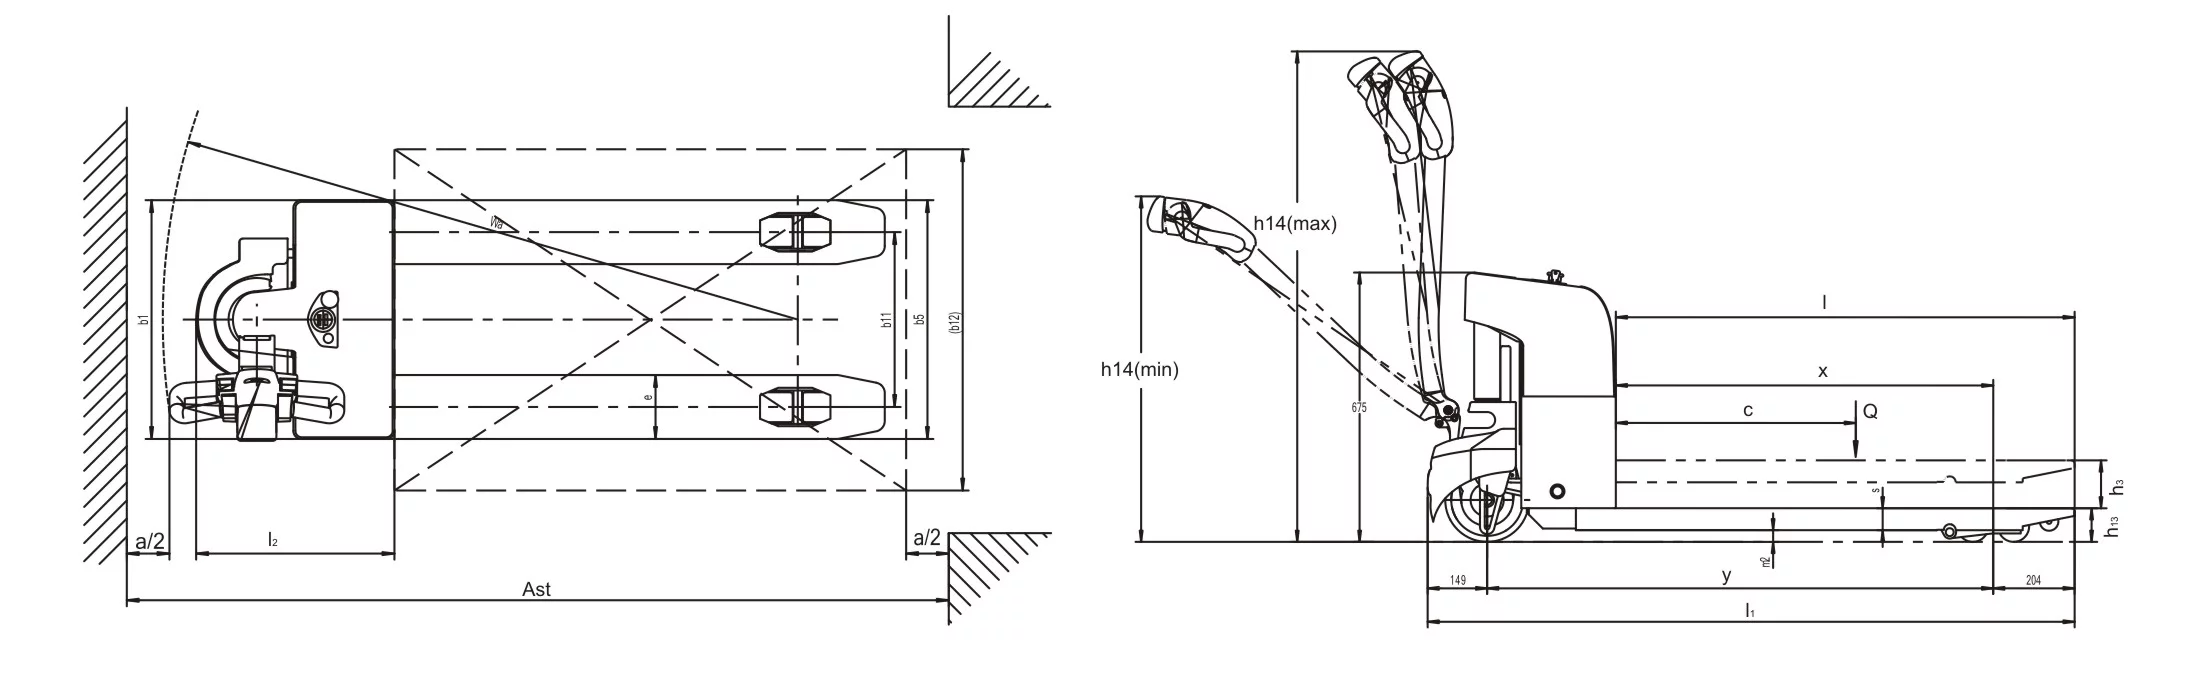 Wa
b1
b11
b5
(b12)
e
a/2
l2
a/2
Ast
h14(max)
h14(min)
675
l
x
c
Q
s
h3
h13
m2
149
y
204
l1